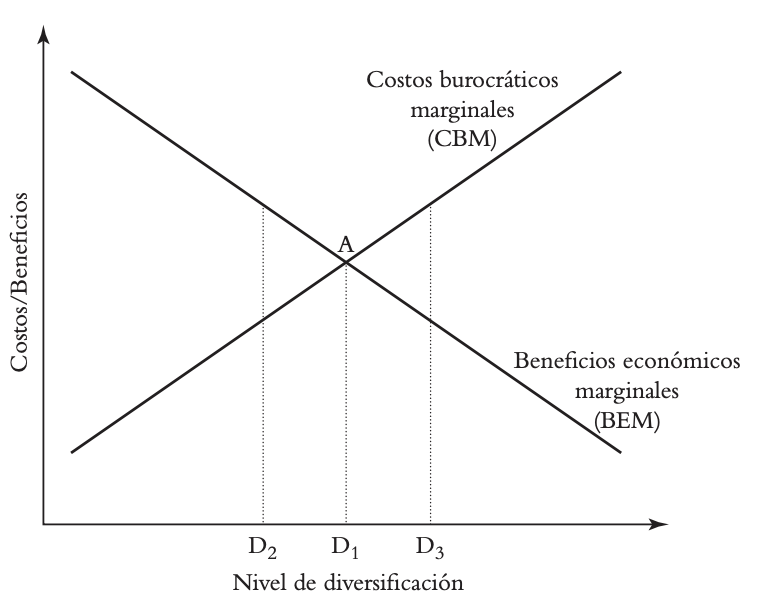 Costos burocráticos
marginales
(CBM)
A
Costos/Beneficios
Beneficios económicos
marginales
(BEM)
D2 D1 D3
Nivel de diversificación